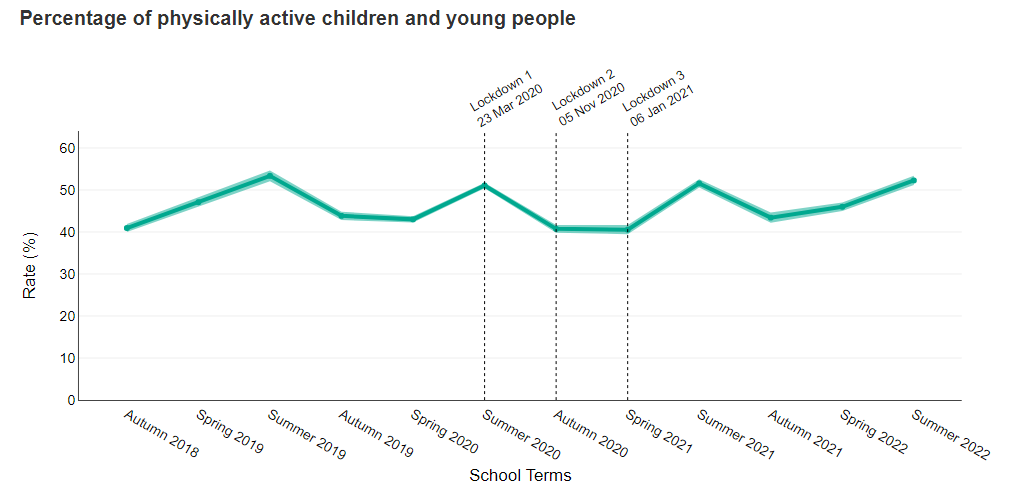 Percentage of physically active children and young people
Lockdown 1
23 Mar 2020
Lockdown 2
05 Nov 2020
Lockdown 3
06 Jan 2021
60
50
40
30
20
10
0
Rate (%)
Autumn 2018
Spring 2019
Summer 2019
Autumn 2019
Spring 2020
Summer 2020
Autumn 2020
Spring 2021
Summer 2021
Autumn 2021
Spring 2022
Summer 2022
School Terms